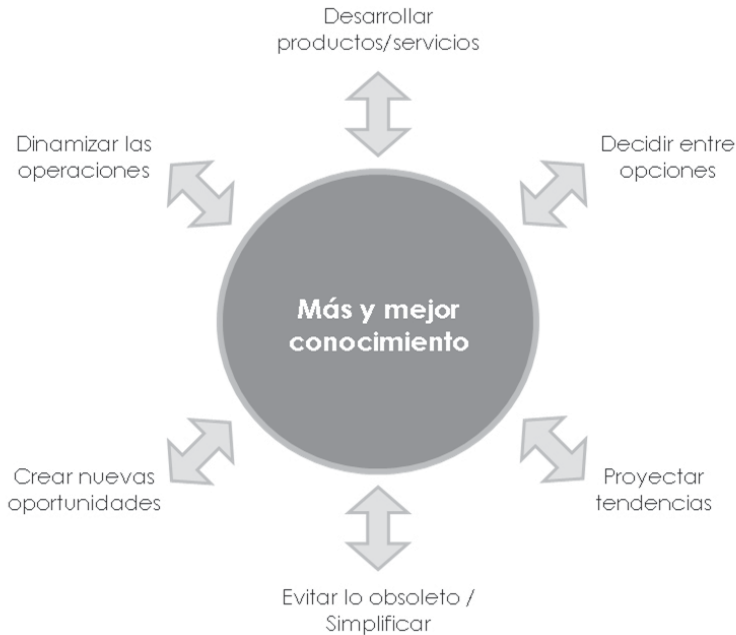 Desarrollar
productos/servicios
Dinamizar las
operaciones
Decidir entre
opciones
Más y mejor
conocimiento
Crear nuevas
oportunidades
Proyectar
tendencias
Evitar lo obsoleto /
Simplificar